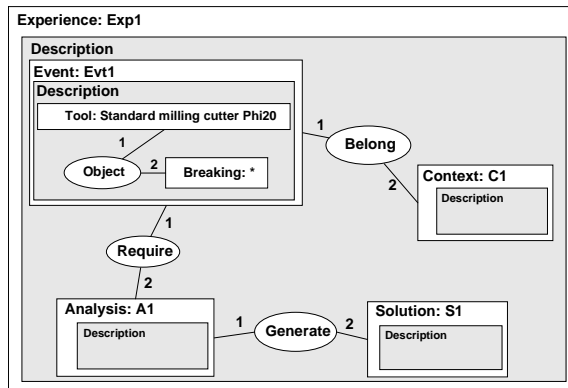 Experience: Exp1
Description
Event: Evt1
Description
Tool: Standard milling cutter Phi20
1
Object
2
Breaking: *
1
Belong
2
Context: C1
Description
1
Require
2
Analysis: A1
Description
1
Generate
2
Solution: S1
Description